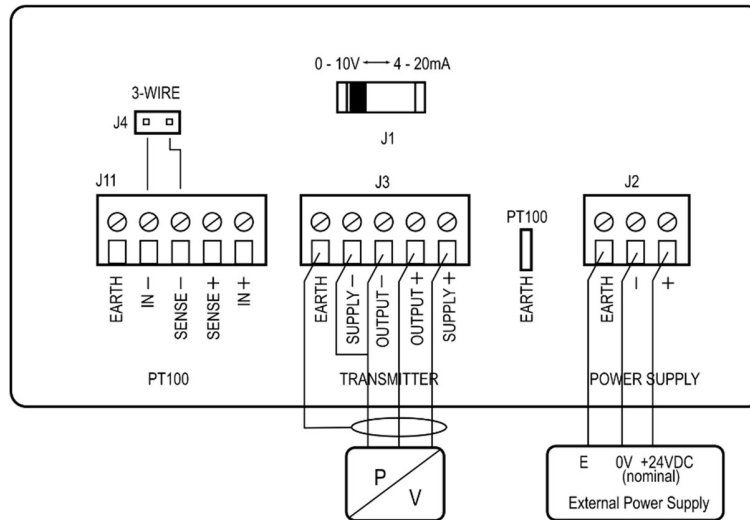 0 - 10V ⟷ 4 - 20mA
J1
3-WIRE
J4
J11
EARTH
IN −
SENSE −
SENSE +
IN +
PT100
J3
EARTH
SUPPLY −
OUTPUT −
OUTPUT +
SUPPLY +
TRANSMITTER
PT100
EARTH
J2
EARTH
−
+
POWER SUPPLY
P
V
E 0V +24VDC
(nominal)
External Power Supply